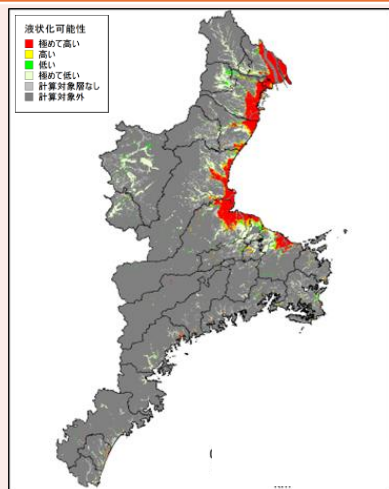 液状化可能性
極めて高い
高い
低い
極めて低い
計算対象層なし
計算対象外